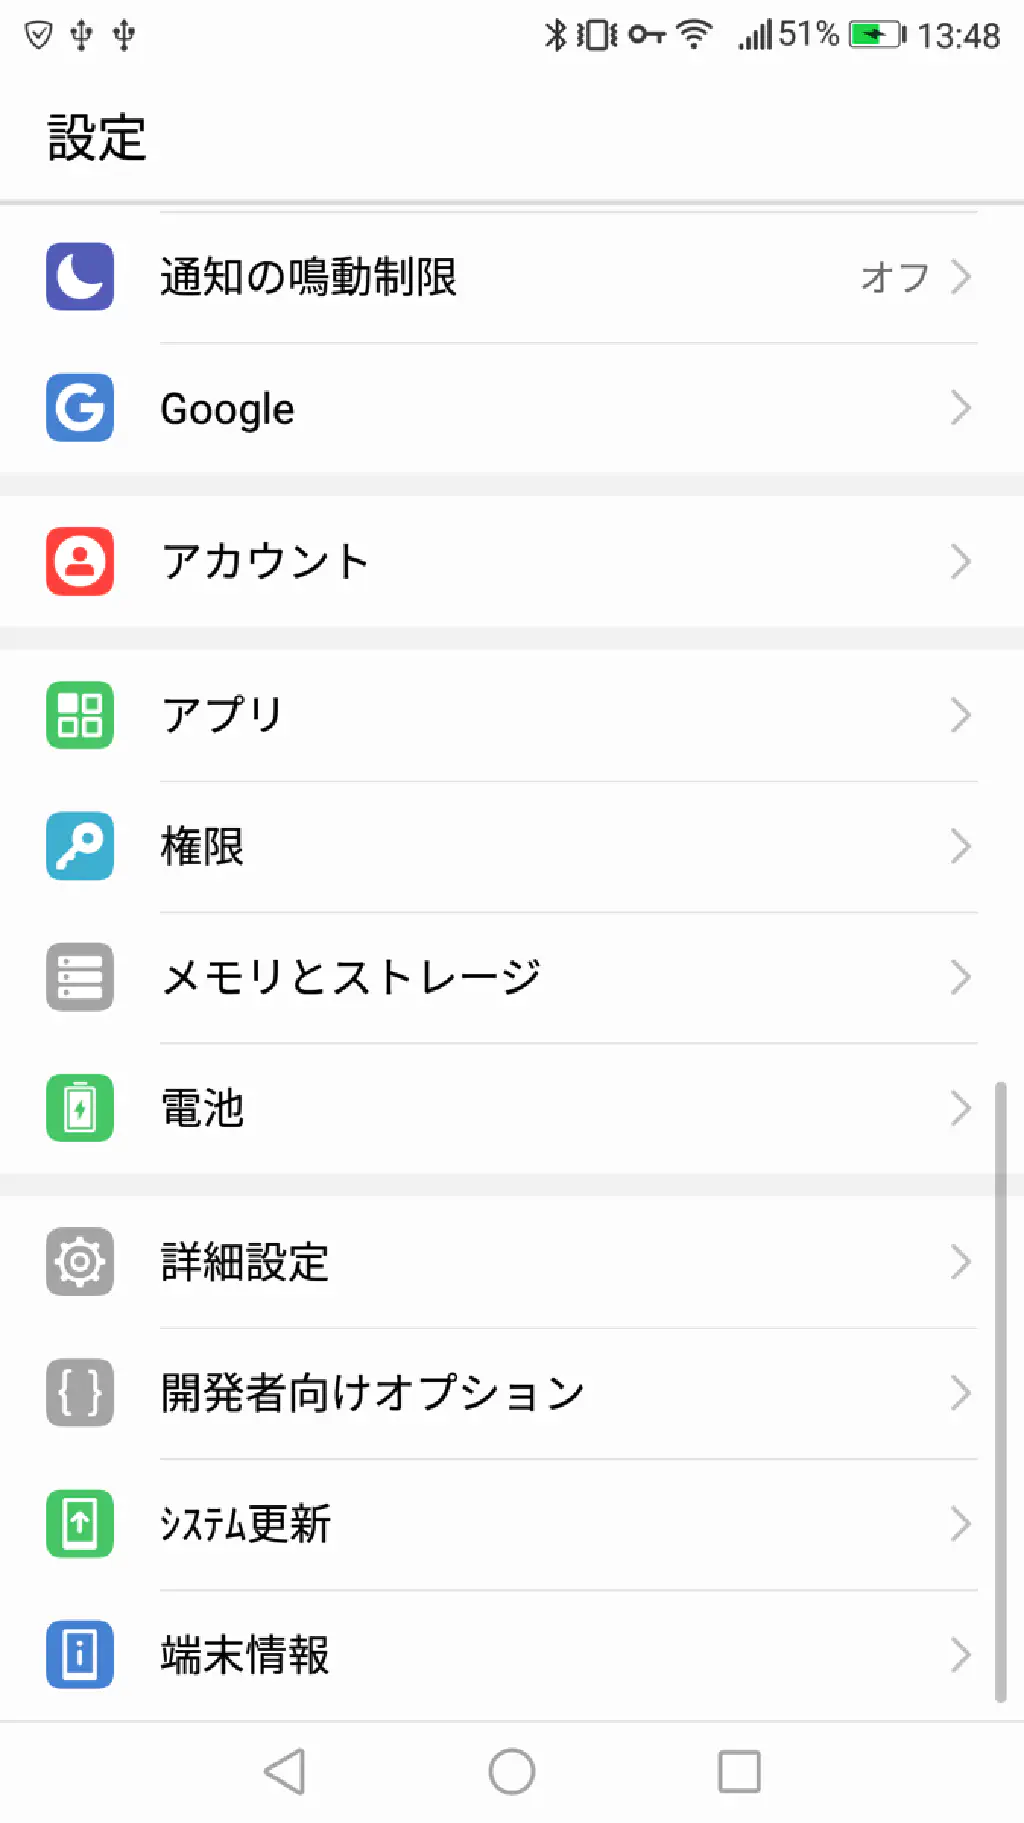 51% 13:48
設定
通知の鳴動制限 オフ
Google
アカウント
アプリ
権限
メモリとストレージ
電池
詳細設定
開発者向けオプション
ｼｽﾃﾑ更新
端末情報